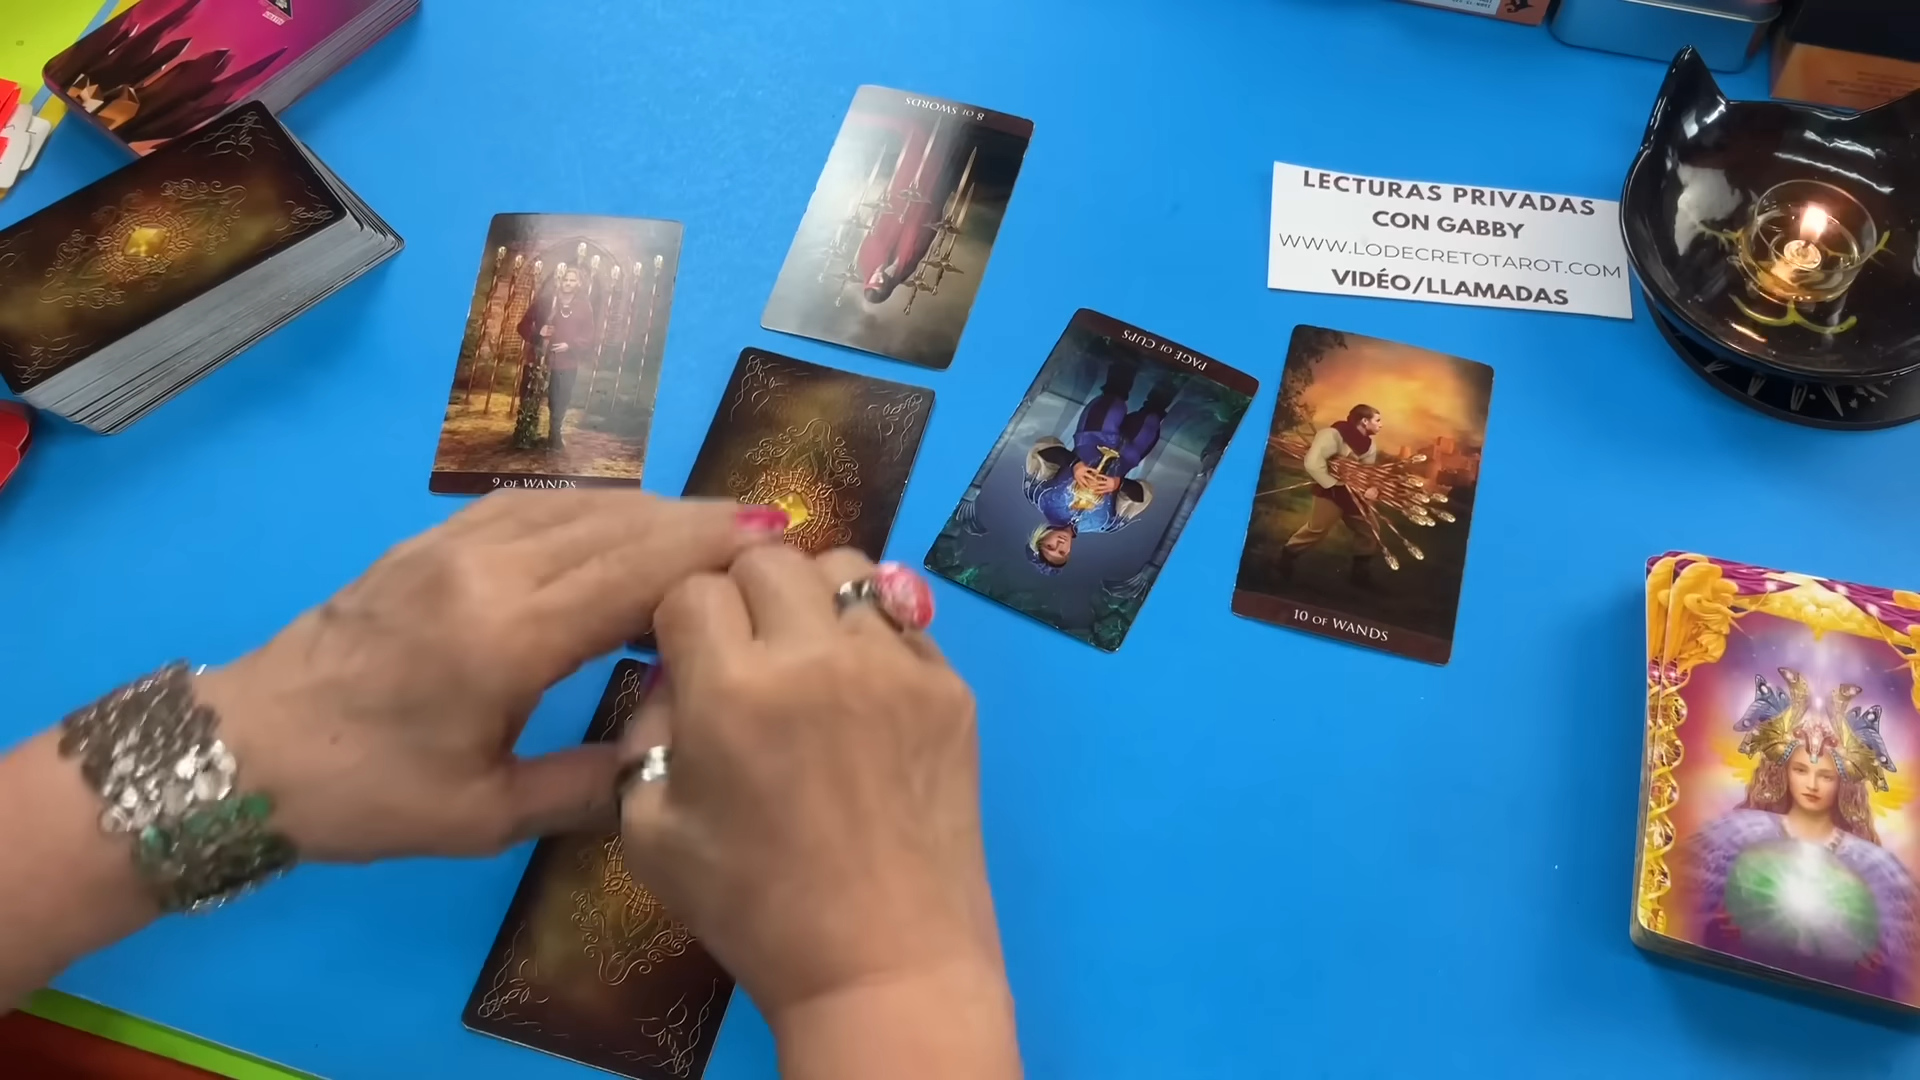 8 OF SWORDS
LECTURAS PRIVADAS
CON GABBY
WWW.LODECRETOTAROT.COM
VIDÉO/LLAMADAS
9 OF WANDS
PAGE OF CUPS
10 OF WANDS